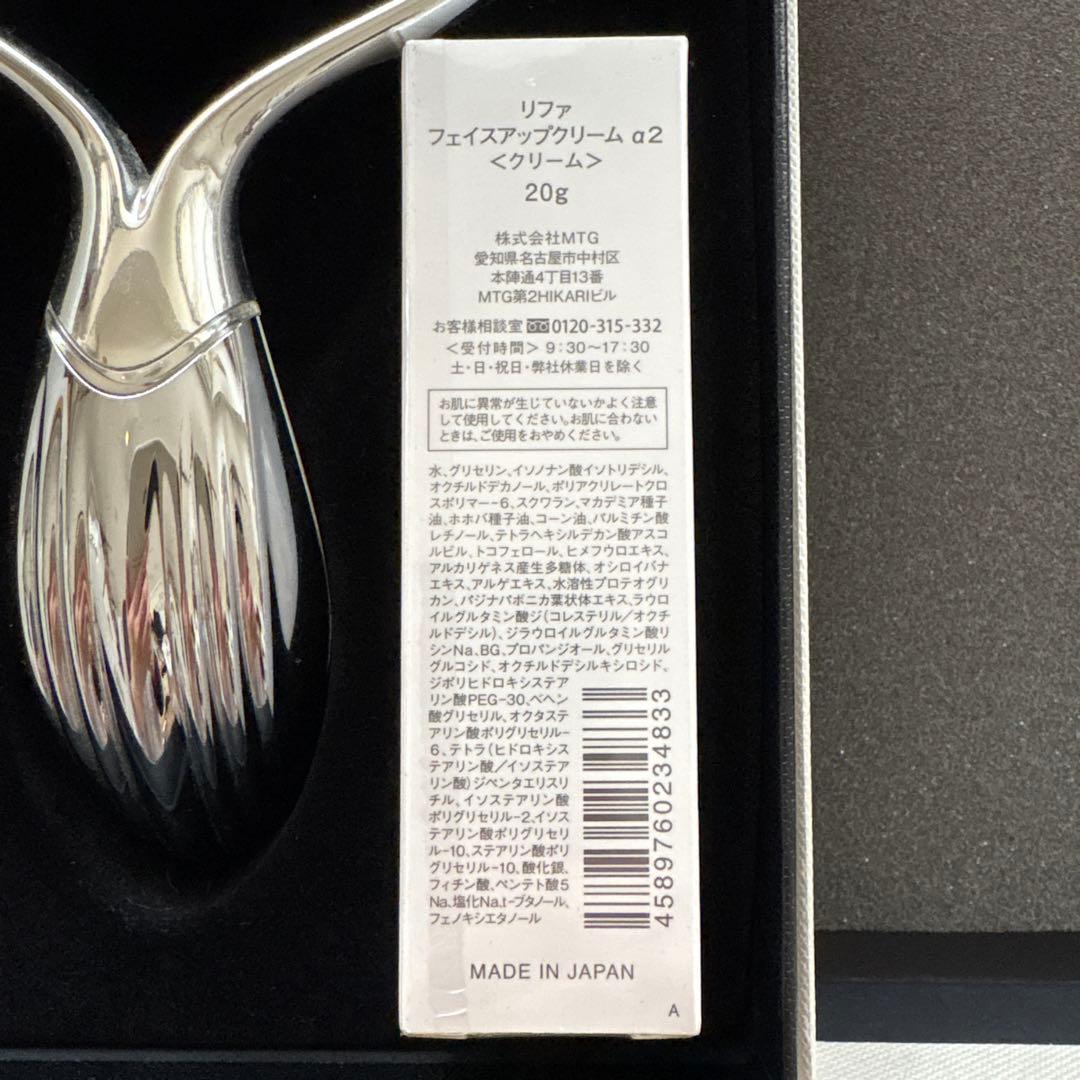 リファ
フェイスアップクリーム α2
＜クリーム＞
20g
株式会社MTG
愛知県名古屋市中村区
本陣通4丁目13番
MTG第2HIKARIビル
お客様相談室 0120-315-332
＜受付時間＞ 9:30～17:30
土・日・祝日・弊社休業日を除く
お肌に異常が生じていないかよく注意
して使用してください。お肌に合わない
ときは、ご使用をおやめください。
水、グリセリン、イソノナン酸イソトリデシル、
オクチルドデカノール、ポリアクリレートクロ
スポリマー-6、スクワラン、マカデミア種子
油、ホホバ種子油、コーン油、パルミチン酸
レチノール、テトラヘキシルデカン酸アスコ
ルビル、トコフェロール、ヒメフウロエキス、
アルカリゲネス産生多糖体、オシロイバナ
エキス、アルゲエキス、水溶性プロテオグリ
カン、パジナパボニカ葉状体エキス、ラウロ
イルグルタミン酸ジ(コレステリル/オクチ
ルドデシル)、ジラウロイルグルタミン酸リ
シンNa、BG、プロパンジオール、グリセリル
グルコシド、オクチルドデシルキシロシド、
ジポリヒドロキシステア
リン酸PEG-30、ベヘン
酸グリセリル、オクタステ
アリン酸ポリグリセリル-
6、テトラ(ヒドロキシス
テアリン酸/イソステア
リン酸)ジペンタエリスリ
チル、イソステアリン酸
ポリグリセリル-2、イソス
テアリン酸ポリグリセリ
ル-10、ステアリン酸ポリ
グリセリル-10、酸化銀、
フィチン酸、ペンテト酸5
Na、塩化Na、t-ブタノール、
フェノキシエタノール
4589760234833
MADE IN JAPAN
A